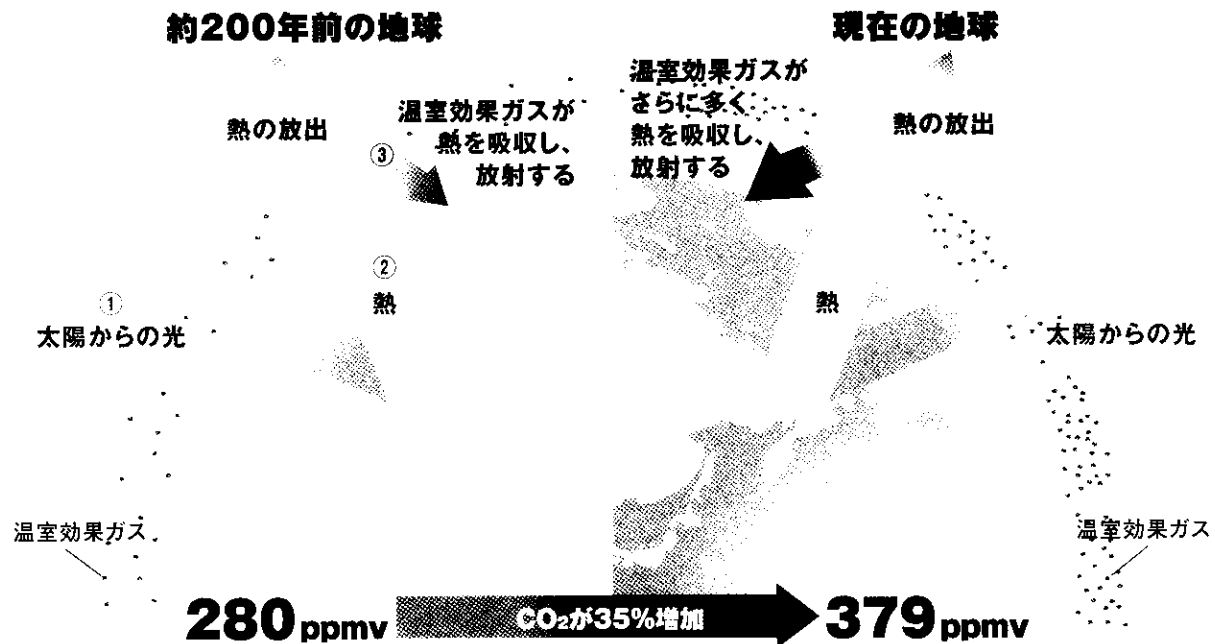 約200年前の地球
熱の放出
温室効果ガスが
熱を吸収し、
放射する
③
②
熱
①
太陽からの光
温室効果ガス
280ppmv
CO₂が35%増加
現在の地球
温室効果ガスが
さらに多く
熱を吸収し、
放射する
熱の放出
熱
太陽からの光
温室効果ガス
379ppmv